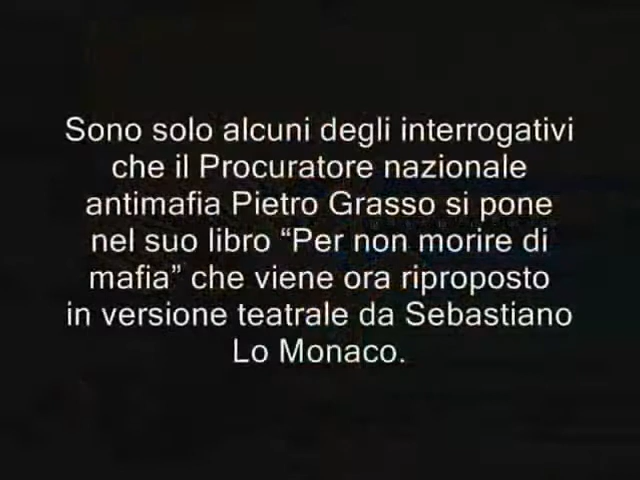 Sono solo alcuni degli interrogativi
che il Procuratore nazionale
antimafia Pietro Grasso si pone
nel suo libro “Per non morire di
mafia” che viene ora riproposto
in versione teatrale da Sebastiano
Lo Monaco.